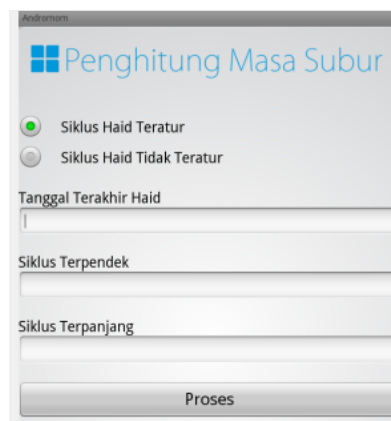 Andromom
Penghitung Masa Subur
Siklus Haid Teratur
Siklus Haid Tidak Teratur
Tanggal Terakhir Haid
Siklus Terpendek
Siklus Terpanjang
Proses